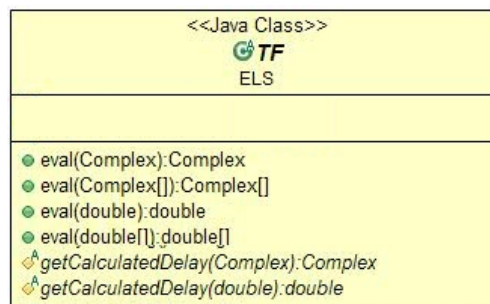 <<Java Class>>
TF
ELS
eval(Complex):Complex
eval(Complex[]):Complex[]
eval(double):double
eval(double[]):double[]
getCalculatedDelay(Complex):Complex
getCalculatedDelay(double):double